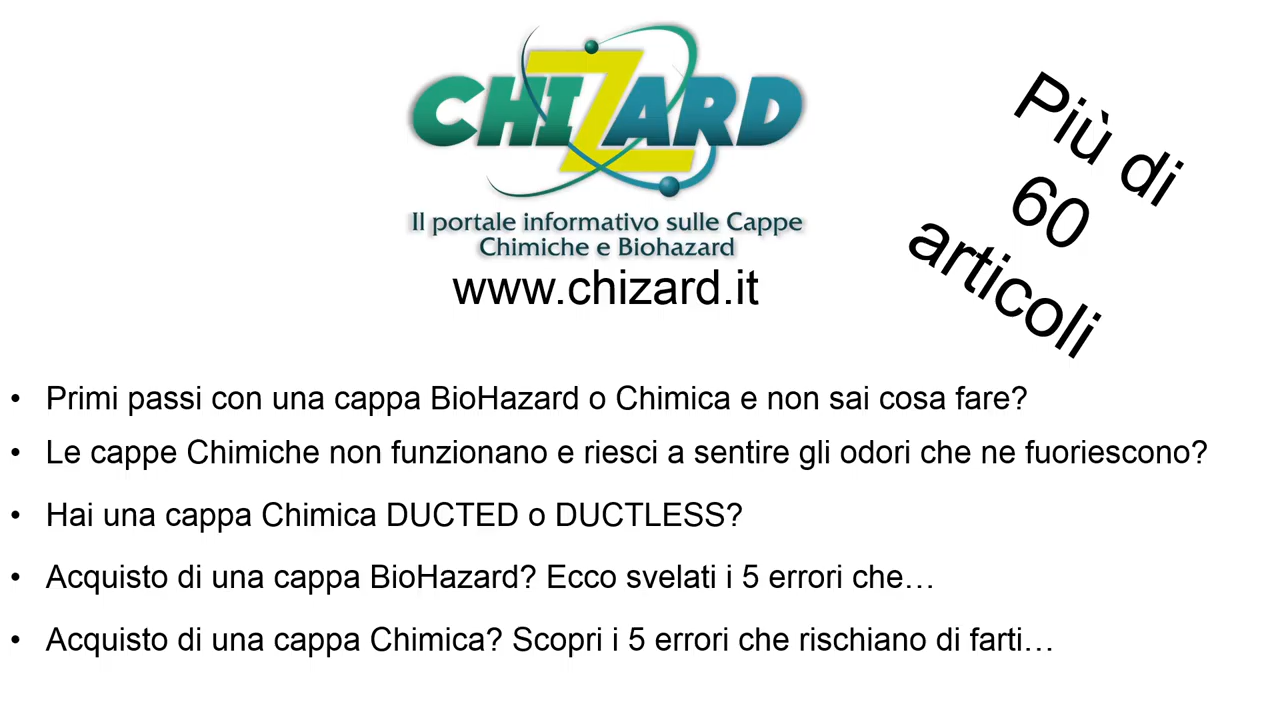 CHIZARD
Il portale informativo sulle Cappe
Chimiche e Biohazard
www.chizard.it
Più di
60
articoli
• Primi passi con una cappa BioHazard o Chimica e non sai cosa fare?
• Le cappe Chimiche non funzionano e riesci a sentire gli odori che ne fuoriescono?
• Hai una cappa Chimica DUCTED o DUCTLESS?
• Acquisto di una cappa BioHazard? Ecco svelati i 5 errori che…
• Acquisto di una cappa Chimica? Scopri i 5 errori che rischiano di farti…